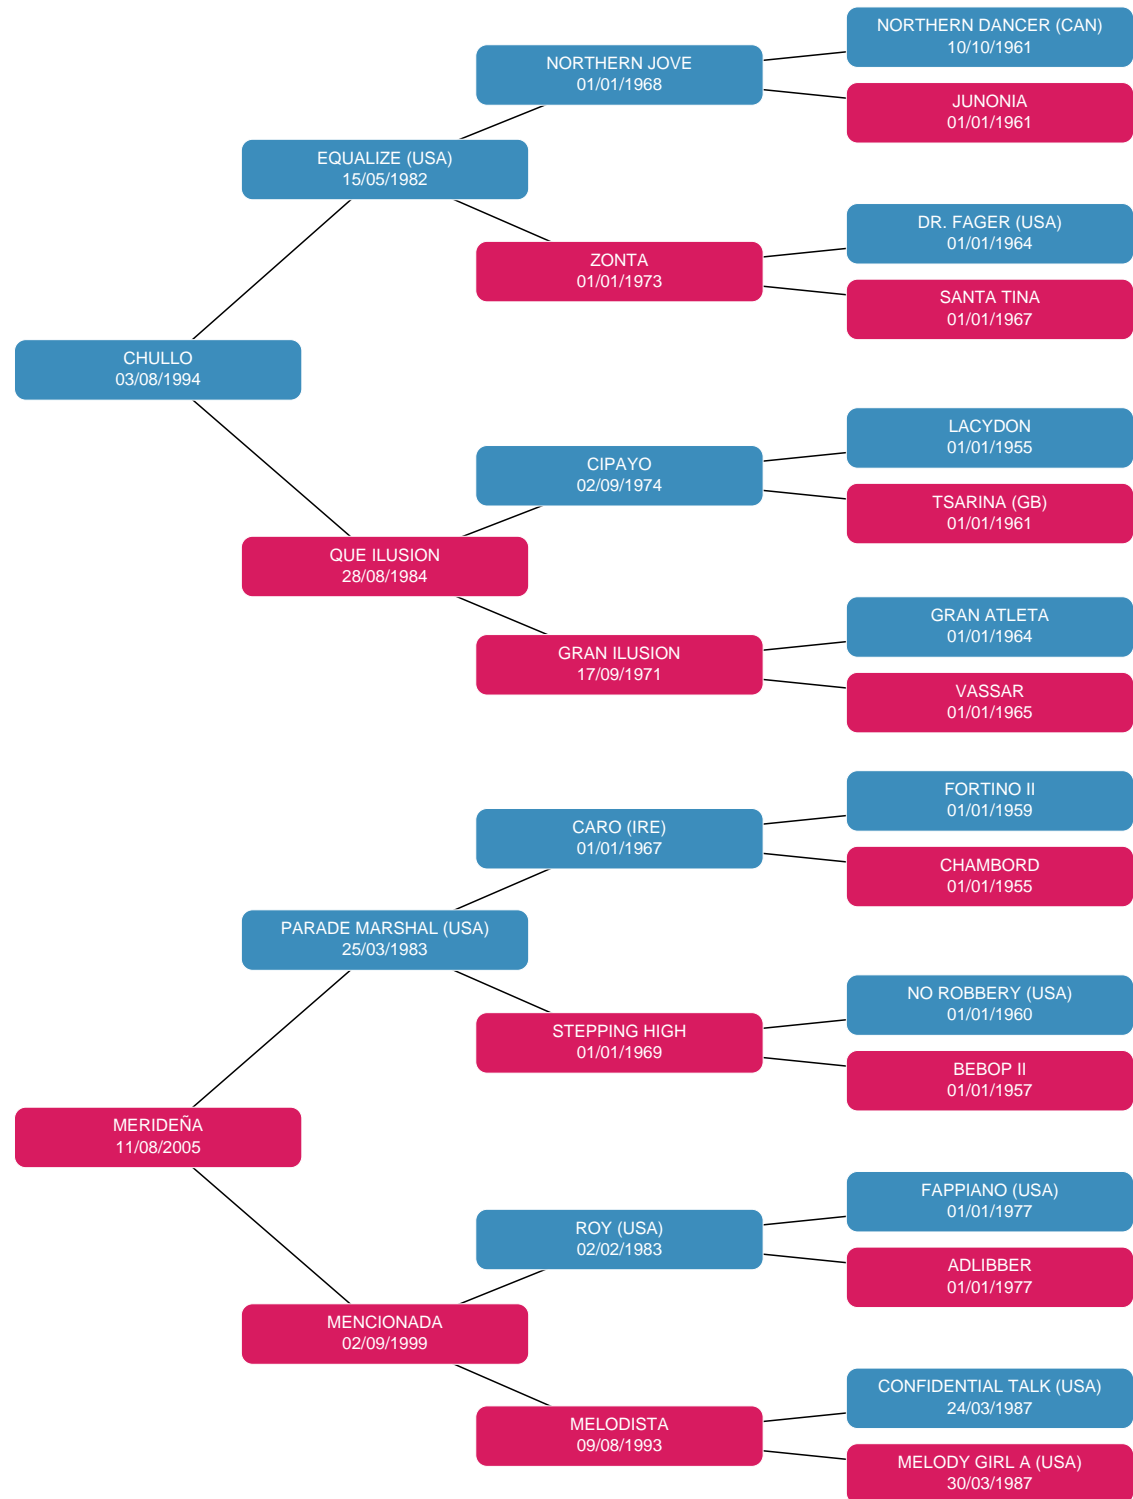 NORTHERN DANCER (CAN)
10/10/1961
NORTHERN JOVE
01/01/1968
JUNONIA
01/01/1961
EQUALIZE (USA)
15/05/1982
DR. FAGER (USA)
01/01/1964
ZONTA
01/01/1973
SANTA TINA
01/01/1967
CHULLO
03/08/1994
LACYDON
01/01/1955
CIPAYO
02/09/1974
TSARINA (GB)
01/01/1961
QUE ILUSION
28/08/1984
GRAN ATLETA
01/01/1964
GRAN ILUSION
17/09/1971
VASSAR
01/01/1965
FORTINO II
01/01/1959
CARO (IRE)
01/01/1967
CHAMBORD
01/01/1955
PARADE MARSHAL (USA)
25/03/1983
NO ROBBERY (USA)
01/01/1960
STEPPING HIGH
01/01/1969
BEBOP II
01/01/1957
MERIDEÑA
11/08/2005
FAPPIANO (USA)
01/01/1977
ROY (USA)
02/02/1983
ADLIBBER
01/01/1977
MENCIONADA
02/09/1999
CONFIDENTIAL TALK (USA)
24/03/1987
MELODISTA
09/08/1993
MELODY GIRL A (USA)
30/03/1987